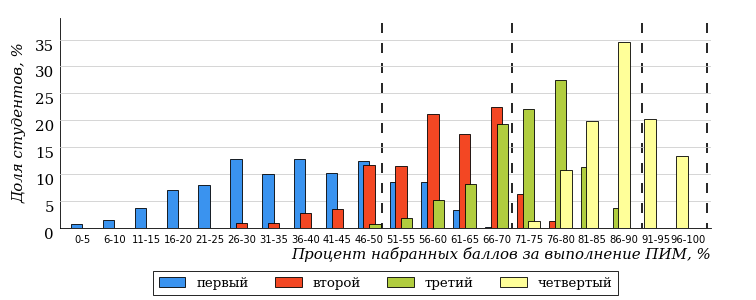 Доля студентов, %
35
30
25
20
15
10
5
0
0-5 6-10 11-15 16-20 21-25 26-30 31-35 36-40 41-45 46-50 51-55 56-60 61-65 66-70 71-75 76-80 81-85 86-90 91-95 96-100
Процент набранных баллов за выполнение ПИМ, %
первый второй третий четвертый